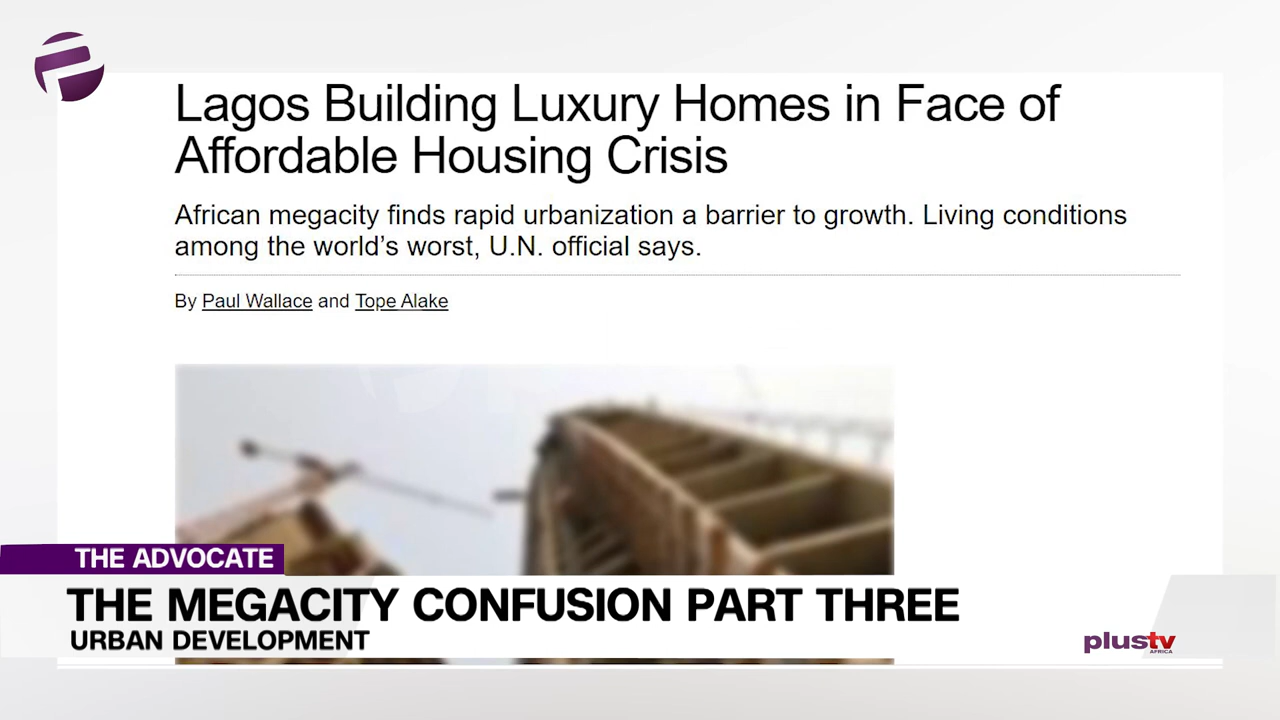 Lagos Building Luxury Homes in Face of
Affordable Housing Crisis
African megacity finds rapid urbanization a barrier to growth. Living conditions
among the world's worst, U.N. official says.
By Paul Wallace and Tope Alake
THE ADVOCATE
THE MEGACITY CONFUSION PART THREE
URBAN DEVELOPMENT
plustv
AFRICA